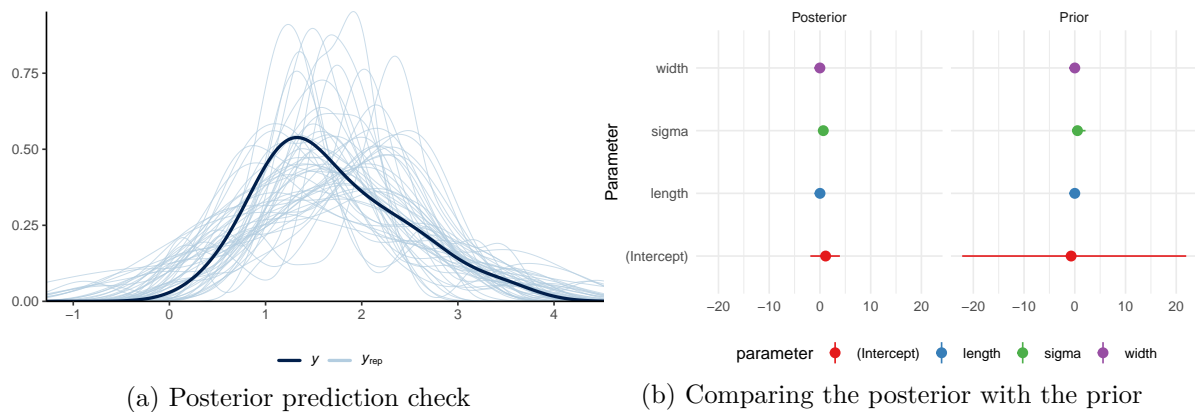 0.75
0.50
0.25
0.00
−1 0 1 2 3 4
y y_rep
(a) Posterior prediction check
Posterior Prior
Parameter
width
sigma
length
(Intercept)
−20 −10 0 10 20 −20 −10 0 10 20
parameter (Intercept) length sigma width
(b) Comparing the posterior with the prior